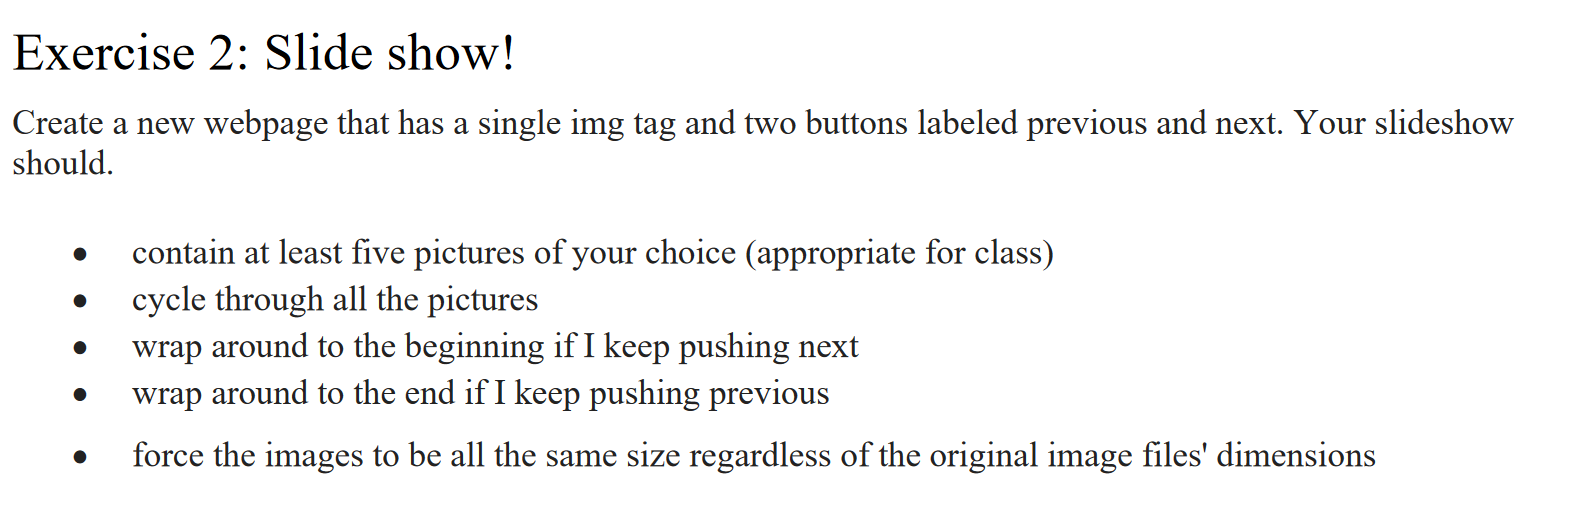 Exercise 2: Slide show!
Create a new webpage that has a single img tag and two buttons labeled previous and next. Your slideshow
should.
● contain at least five pictures of your choice (appropriate for class)
● cycle through all the pictures
● wrap around to the beginning if I keep pushing next
● wrap around to the end if I keep pushing previous
● force the images to be all the same size regardless of the original image files' dimensions